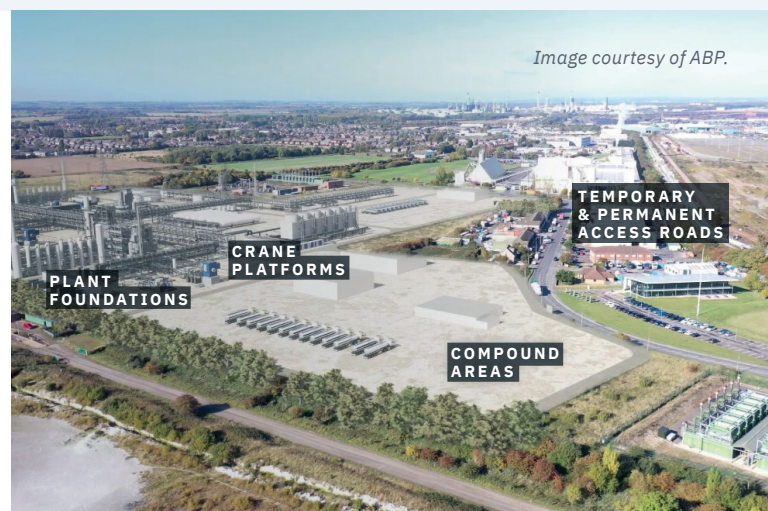 Image courtesy of ABP.
TEMPORARY
& PERMANENT
ACCESS ROADS
CRANE
PLATFORMS
PLANT
FOUNDATIONS
COMPOUND
AREAS